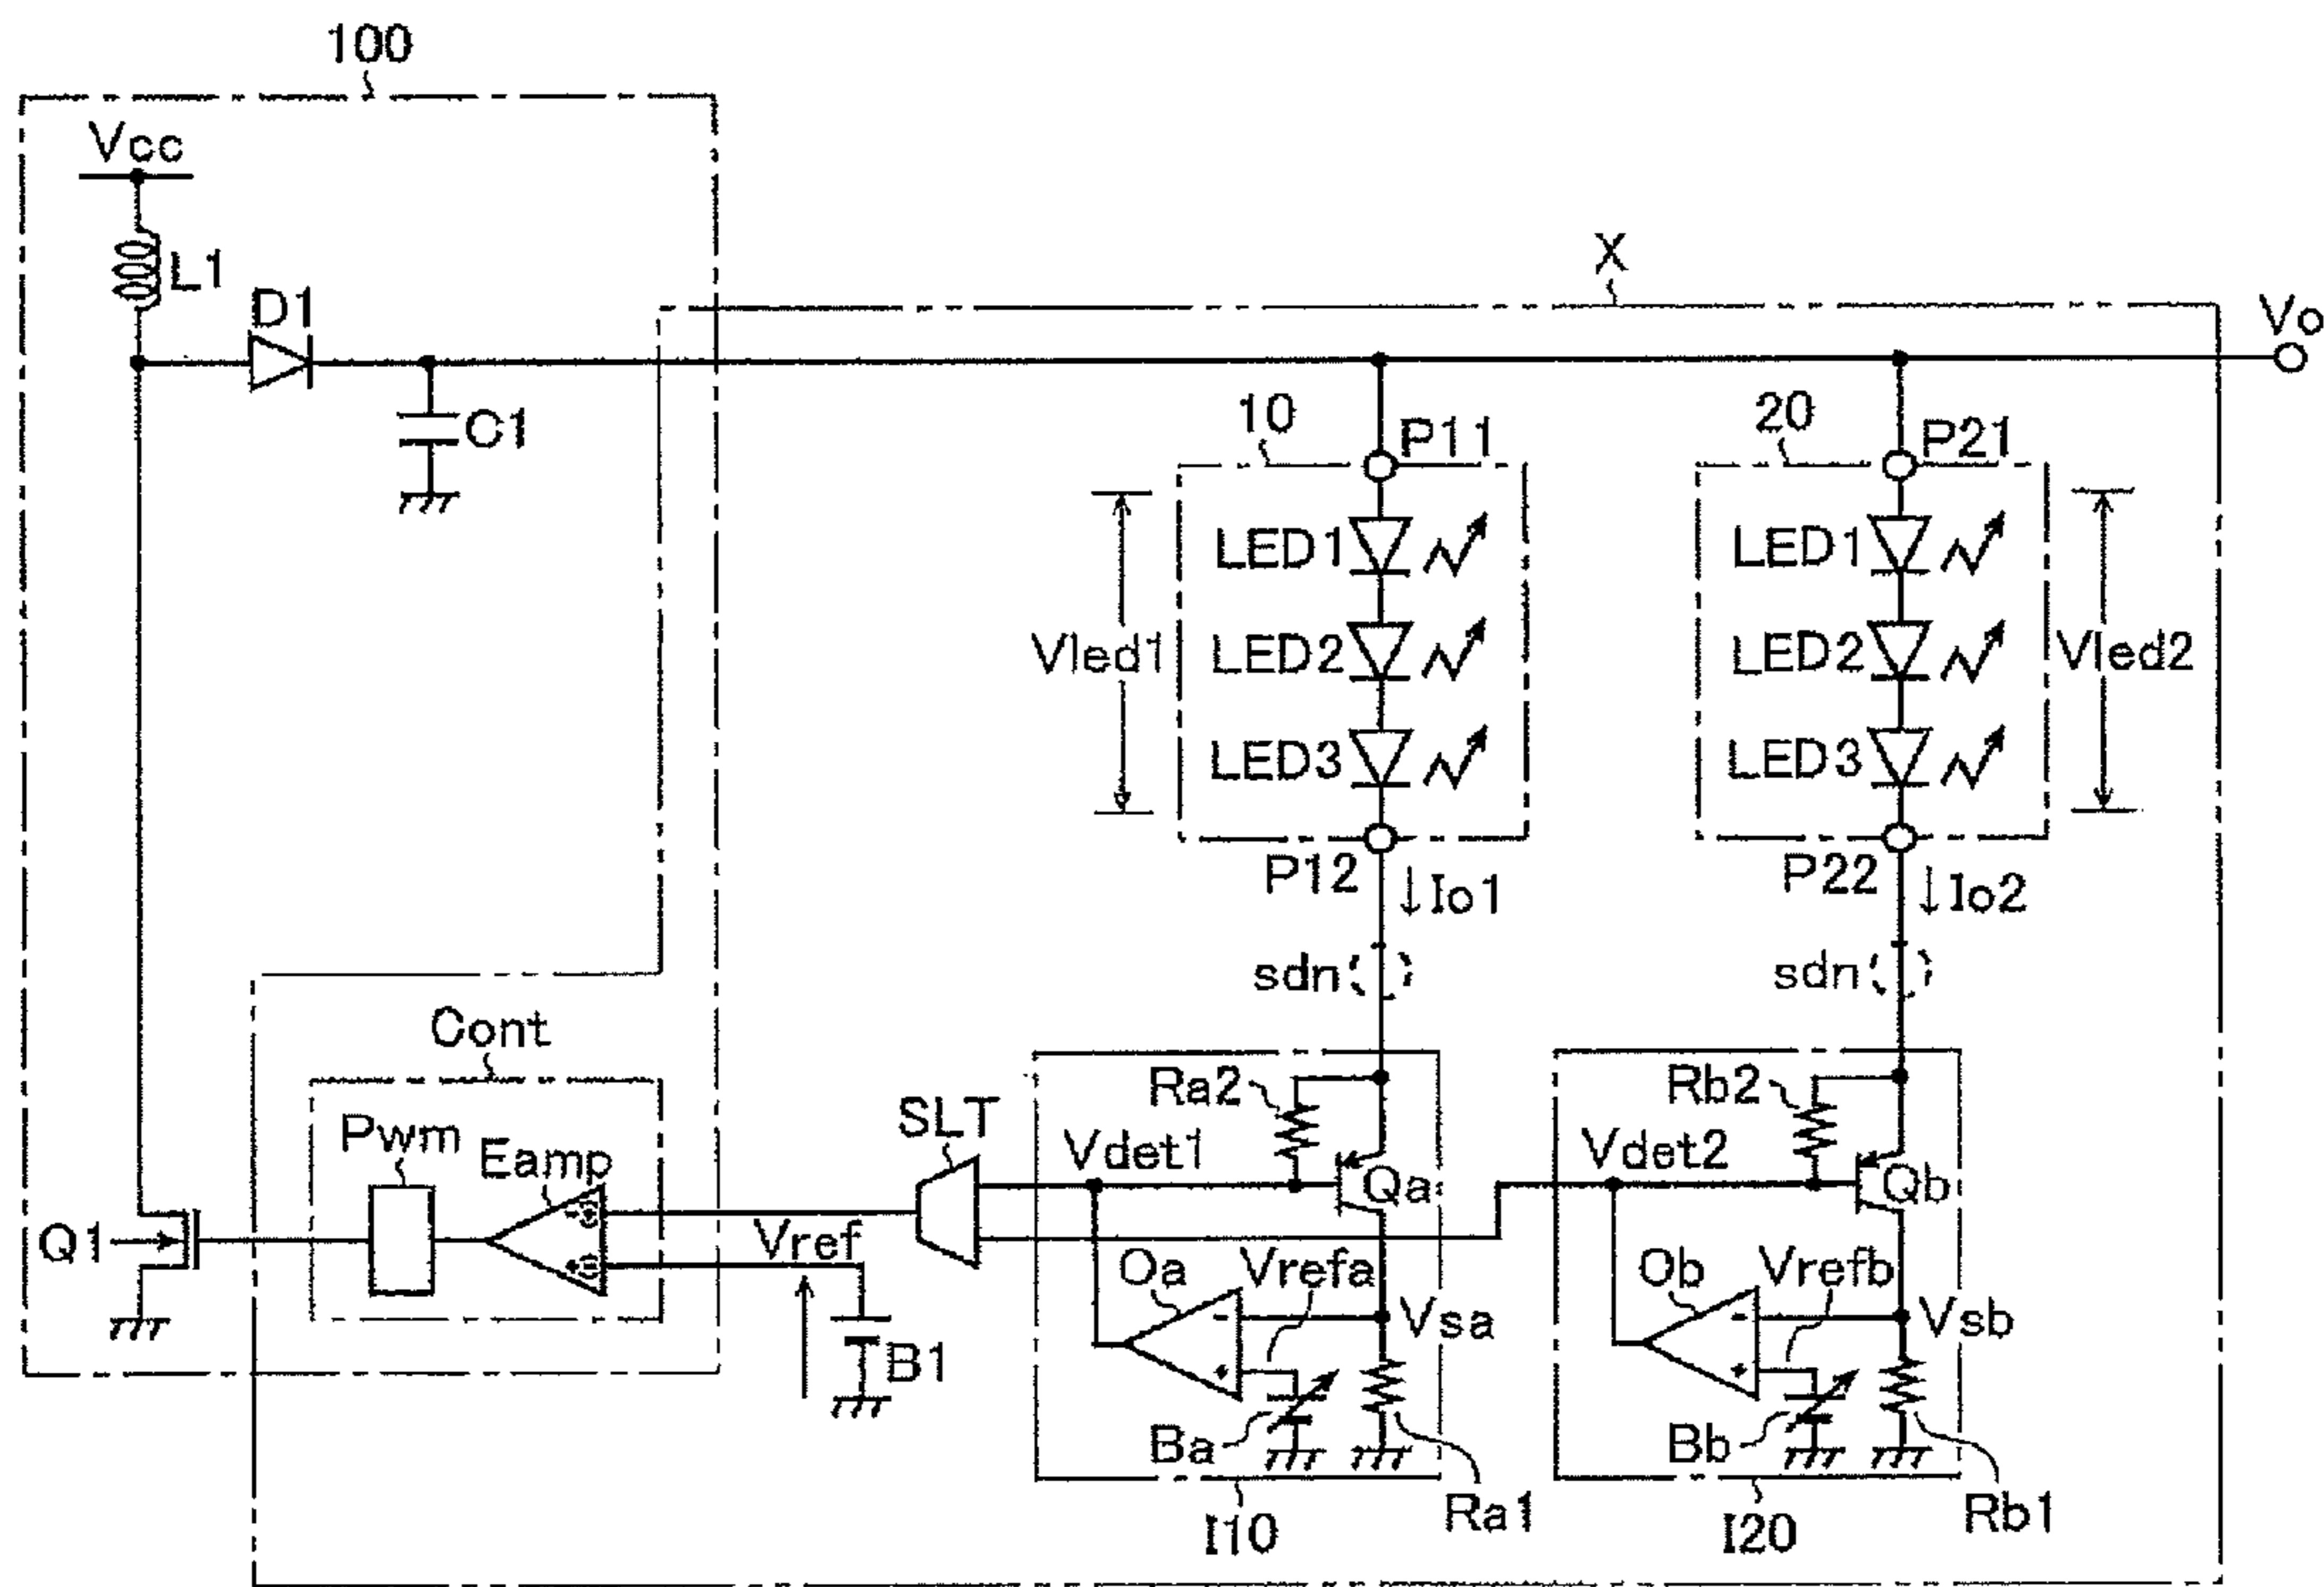 100
Vcc
L1
D1
C1
X
Vo
10
P11
20
P21
LED1
LED2
LED3
Vled1
LED1
LED2
LED3
Vled2
P12
Io1
P22
Io2
sdn
sdn
Cont
Pwm
Eamp
Q1
Vref
B1
SLT
Ra2
Vdet1
Qa
Oa
Vrefa
Vsa
Ba
Ra1
I10
Rb2
Vdet2
Qb
Ob
Vrefb
Vsb
Bb
Rb1
I20